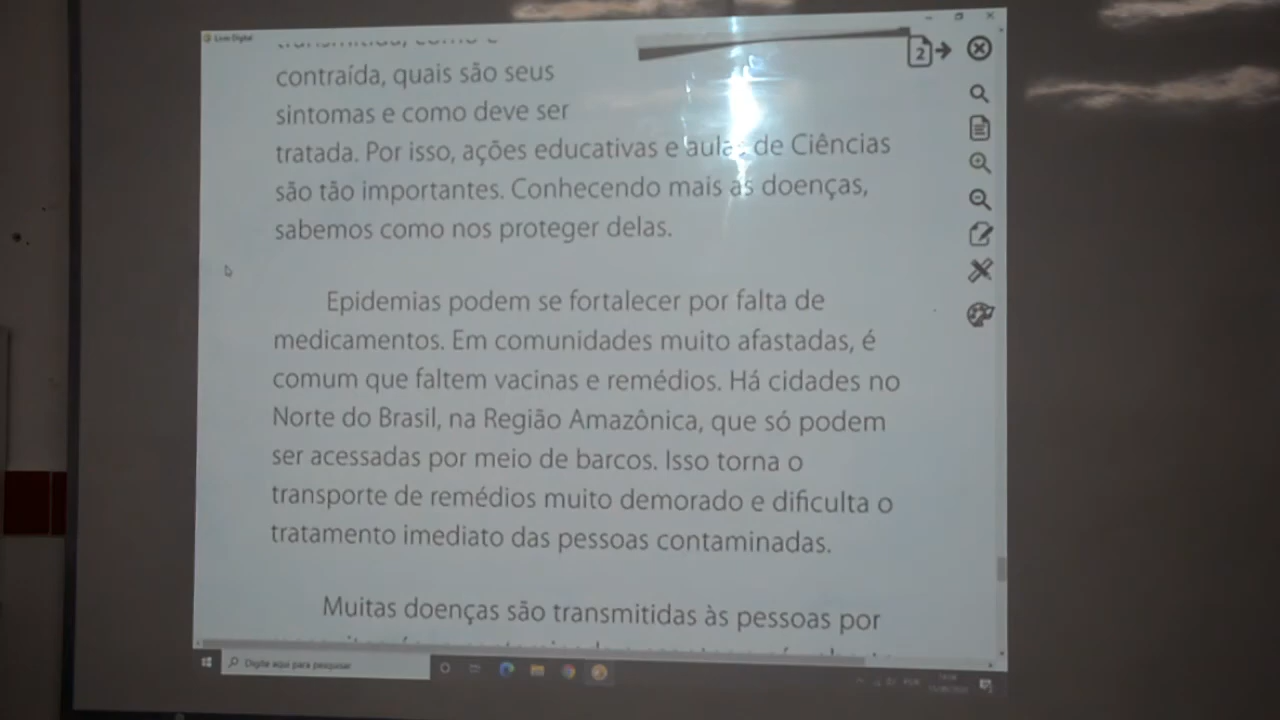 Livro Digital
contraída, quais são seus
sintomas e como deve ser
tratada. Por isso, ações educativas e aulas de Ciências
são tão importantes. Conhecendo mais as doenças,
sabemos como nos proteger delas.
Epidemias podem se fortalecer por falta de
medicamentos. Em comunidades muito afastadas, é
comum que faltem vacinas e remédios. Há cidades no
Norte do Brasil, na Região Amazônica, que só podem
ser acessadas por meio de barcos. Isso torna o
transporte de remédios muito demorado e dificulta o
tratamento imediato das pessoas contaminadas.
Muitas doenças são transmitidas às pessoas por
2
Digite aqui para pesquisar